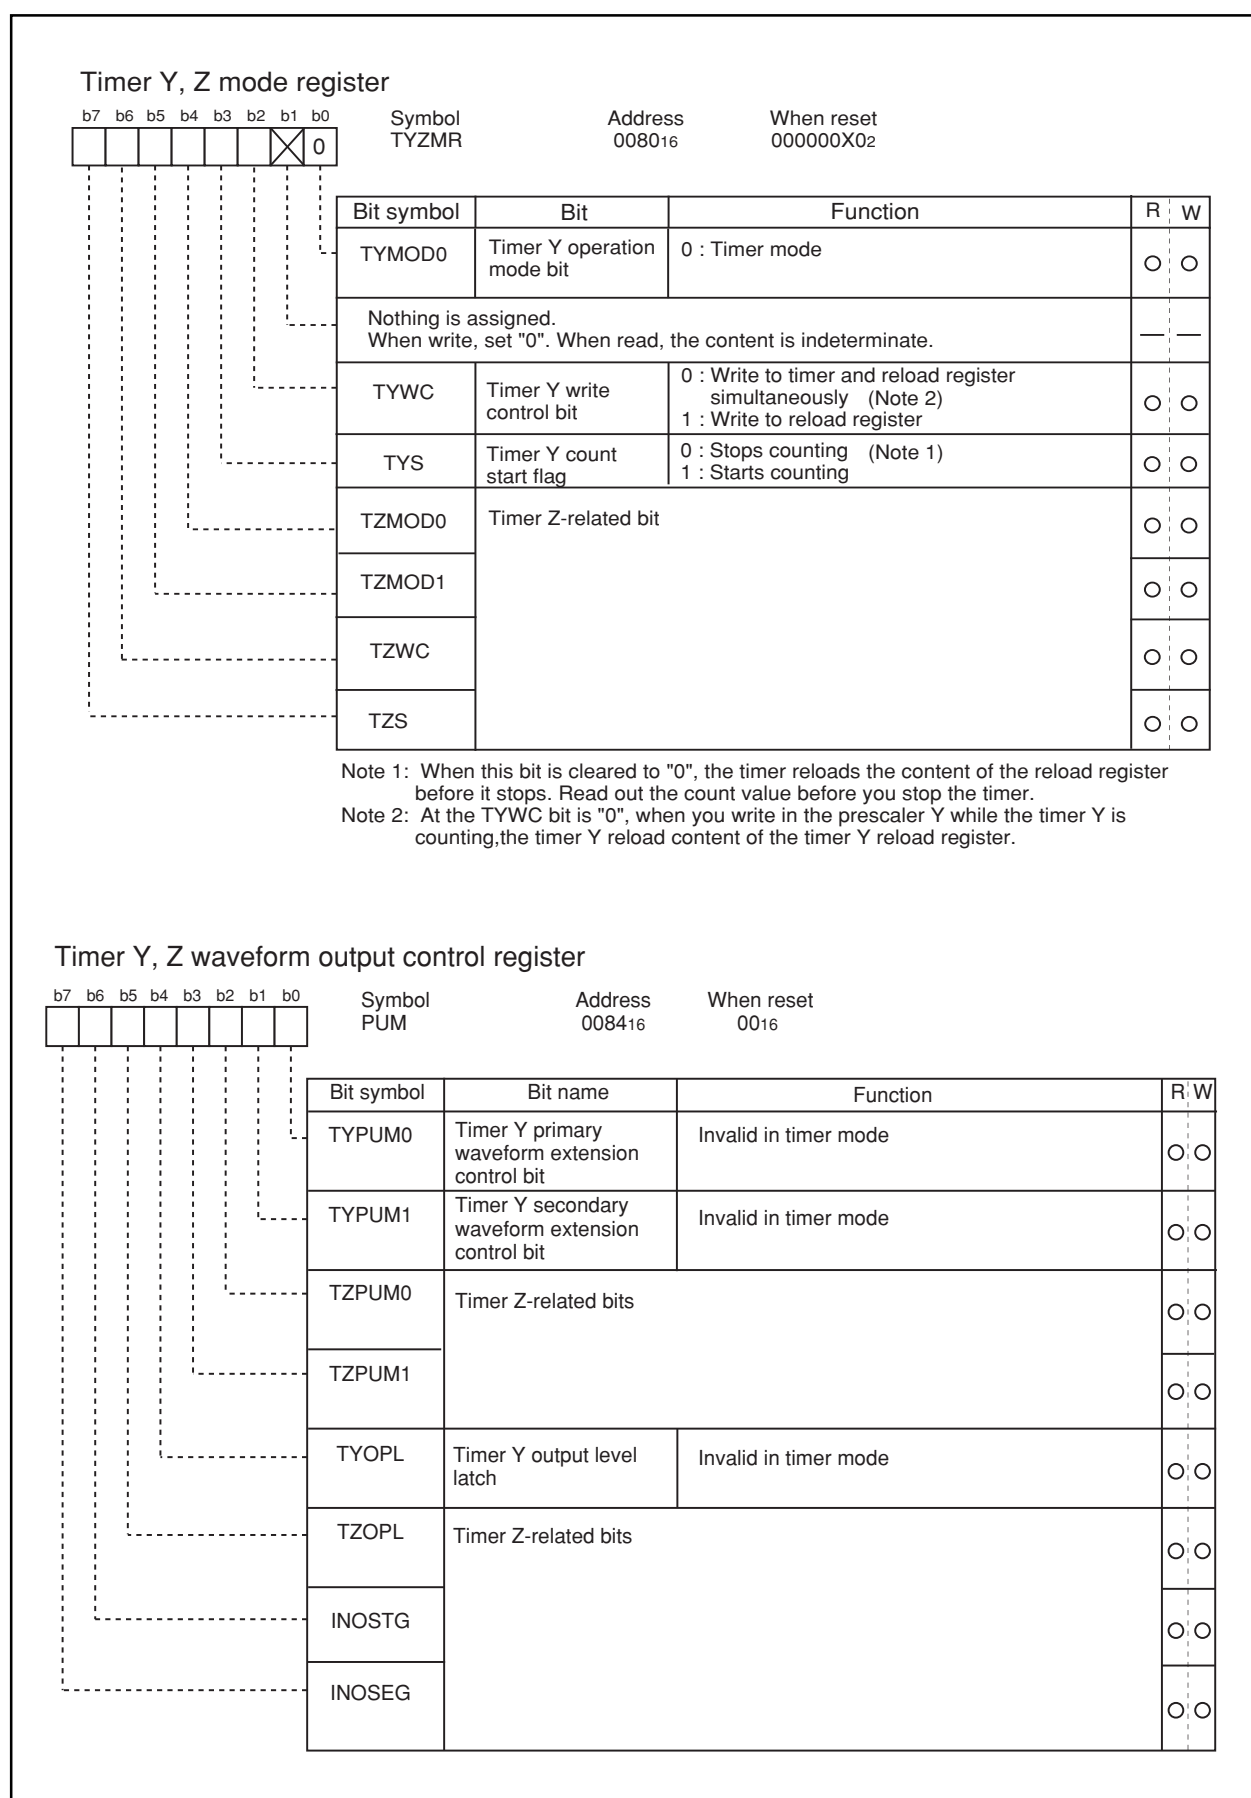 Timer Y, Z mode register
b7 b6 b5 b4 b3 b2 b1 b0 Symbol Address When reset
0 TYZMR 008016 000000X02
Bit symbol Bit Function R W
TYMOD0 Timer Y operation 0 : Timer mode
mode bit
Nothing is assigned.
When write, set "0". When read, the content is indeterminate.
TYWC Timer Y write 0 : Write to timer and reload register
control bit simultaneously (Note 2)
1 : Write to reload register
TYS Timer Y count 0 : Stops counting (Note 1)
start flag 1 : Starts counting
TZMOD0 Timer Z-related bit
TZMOD1
TZWC
TZS
Note 1: When this bit is cleared to "0", the timer reloads the content of the reload register
before it stops. Read out the count value before you stop the timer.
Note 2: At the TYWC bit is "0", when you write in the prescaler Y while the timer Y is
counting,the timer Y reload content of the timer Y reload register.
Timer Y, Z waveform output control register
b7 b6 b5 b4 b3 b2 b1 b0 Symbol Address When reset
PUM 008416 0016
Bit symbol Bit name Function R W
TYPUM0 Timer Y primary Invalid in timer mode
waveform extension
control bit
TYPUM1 Timer Y secondary Invalid in timer mode
waveform extension
control bit
TZPUM0 Timer Z-related bits
TZPUM1
TYOPL Timer Y output level Invalid in timer mode
latch
TZOPL Timer Z-related bits
INOSTG
INOSEG